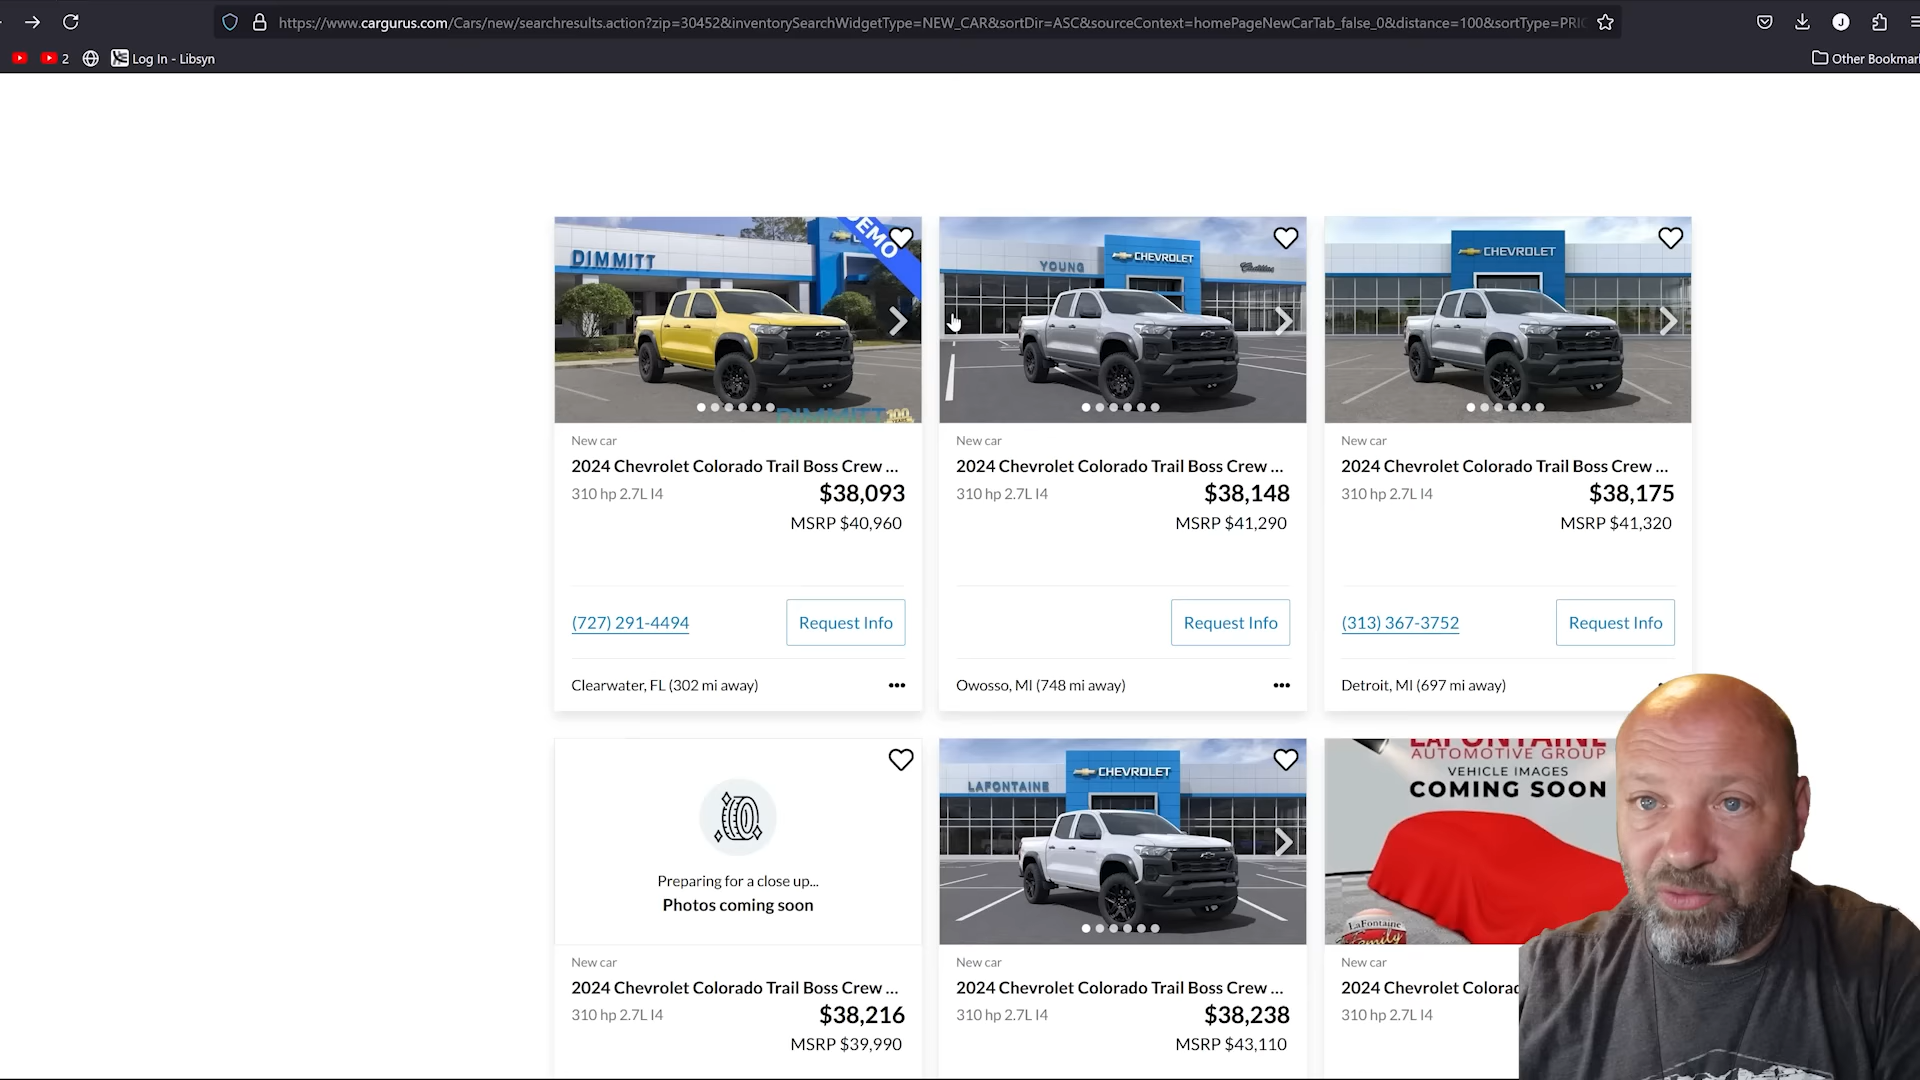 https://www.cargurus.com/Cars/new/searchresults.action?zip=30452&inventorySearchWidgetType=NEW_CAR&sortDir=ASC&sourceContext=homePageNewCarTab_false_0&distance=100&sortType=PRI
2
Log In - Libsyn
Other Bookmar
DIMMITT
DEMO
DIMMITT 100
YOUNG
CHEVROLET
Cadillac
CHEVROLET
New car
2024 Chevrolet Colorado Trail Boss Crew ...
310 hp 2.7L I4
$38,093
MSRP $40,960
(727) 291-4494
Request Info
Clearwater, FL (302 mi away)
New car
2024 Chevrolet Colorado Trail Boss Crew ...
310 hp 2.7L I4
$38,148
MSRP $41,290
Request Info
Owosso, MI (748 mi away)
New car
2024 Chevrolet Colorado Trail Boss Crew ...
310 hp 2.7L I4
$38,175
MSRP $41,320
(313) 367-3752
Request Info
Detroit, MI (697 mi away)
Preparing for a close up...
Photos coming soon
New car
2024 Chevrolet Colorado Trail Boss Crew ...
310 hp 2.7L I4
$38,216
MSRP $39,990
LAFONTAINE
CHEVROLET
New car
2024 Chevrolet Colorado Trail Boss Crew ...
310 hp 2.7L I4
$38,238
MSRP $43,110
LAFONTAINE
AUTOMOTIVE GROUP
VEHICLE IMAGES
COMING SOON
LaFontaine
Family
New car
2024 Chevrolet Colorad
310 hp 2.7L I4